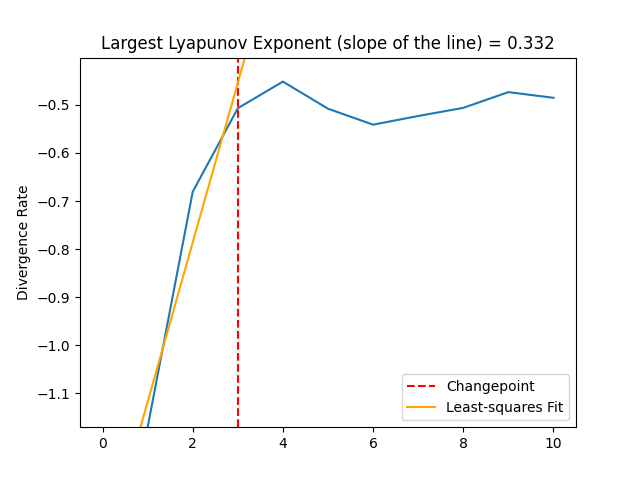 Largest Lyapunov Exponent (slope of the line) = 0.332
Divergence Rate
−0.5
−0.6
−0.7
−0.8
−0.9
−1.0
−1.1
0 2 4 6 8 10
Changepoint
Least-squares Fit